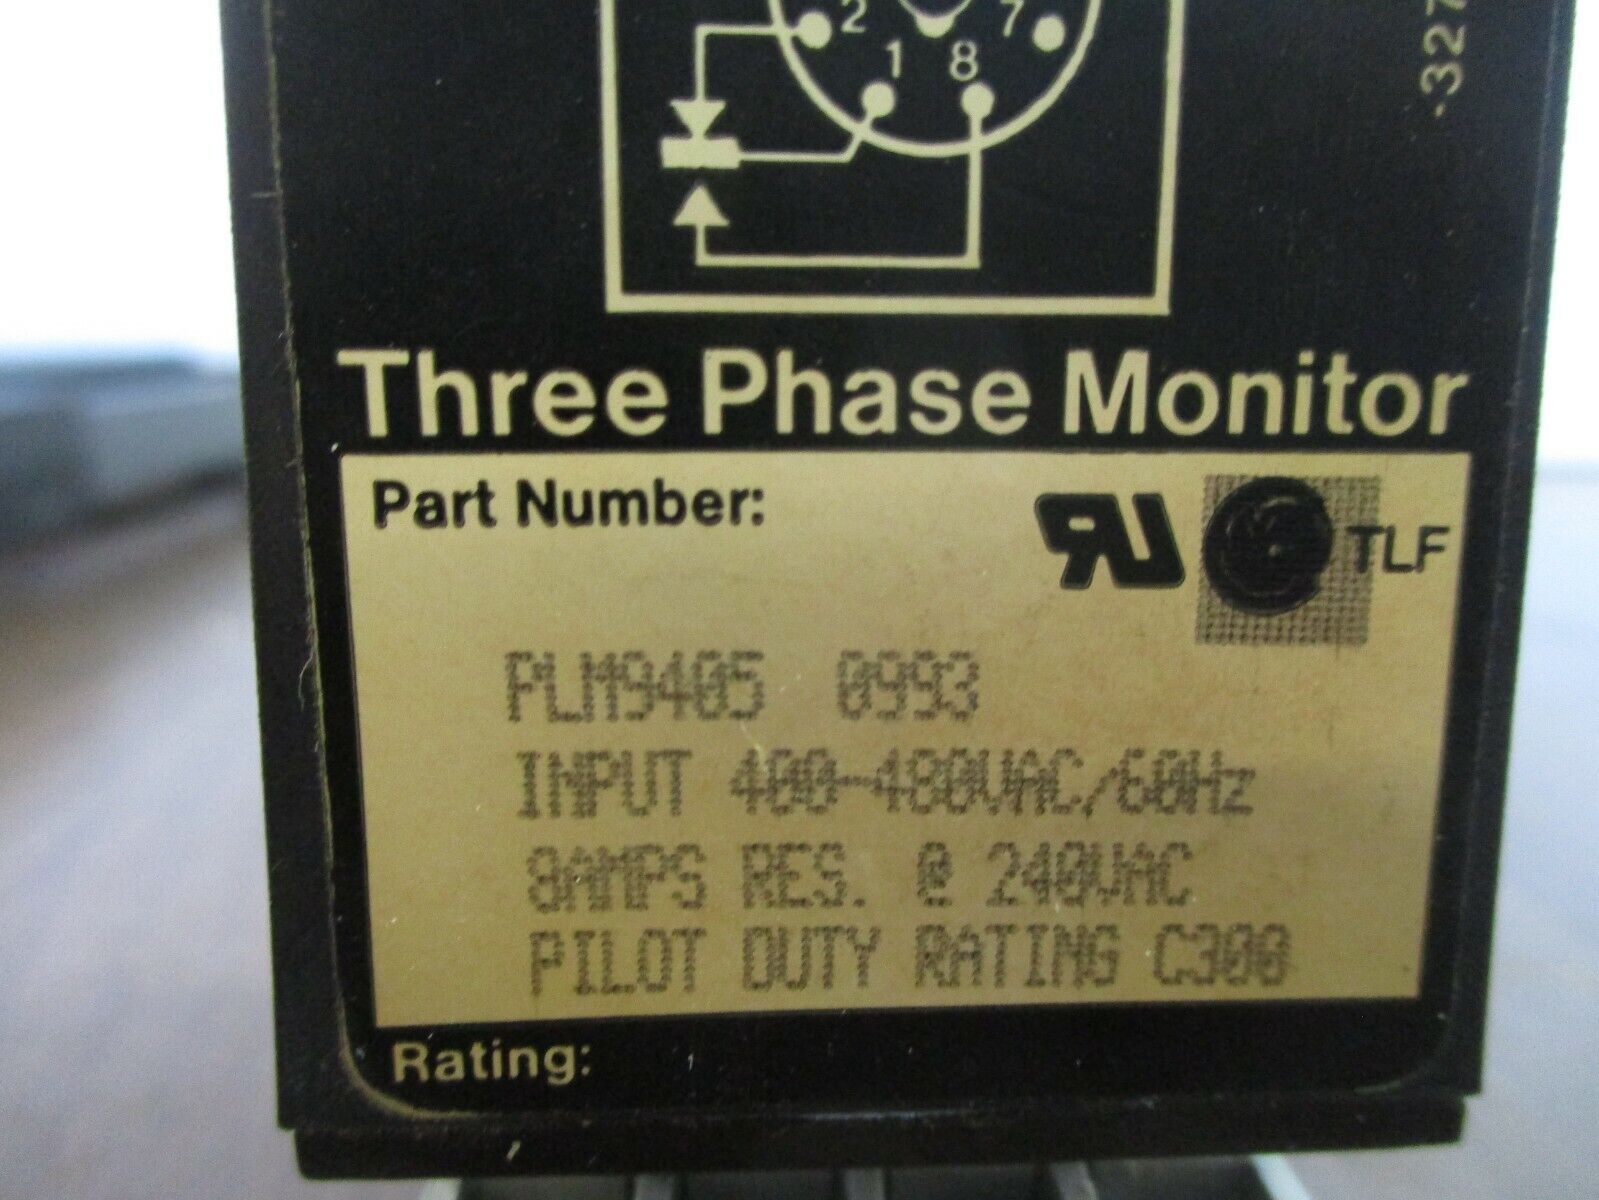 2 7
1 8
-327
Three Phase Monitor
Part Number:
TLF
PLM9405 0993
INPUT 400-480VAC/60Hz
8AMPS RES. @ 240VAC
PILOT DUTY RATING C300
Rating: